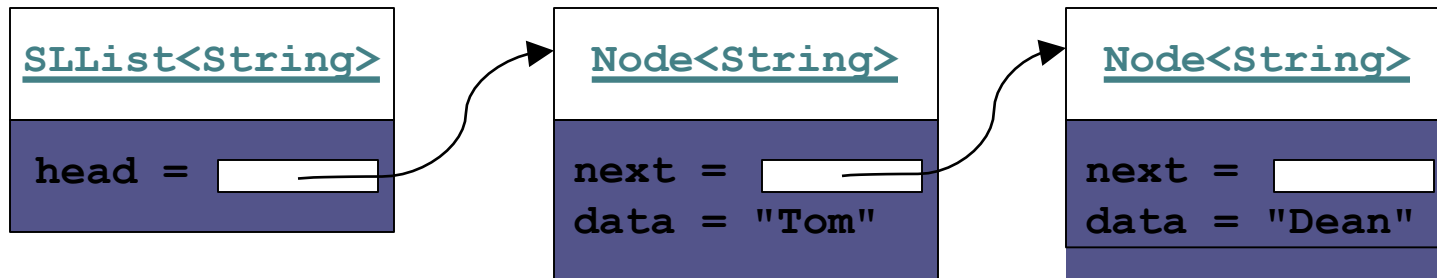 SLList<String>
head =
Node<String>
next =
data = "Tom"
Node<String>
next =
data = "Dean"